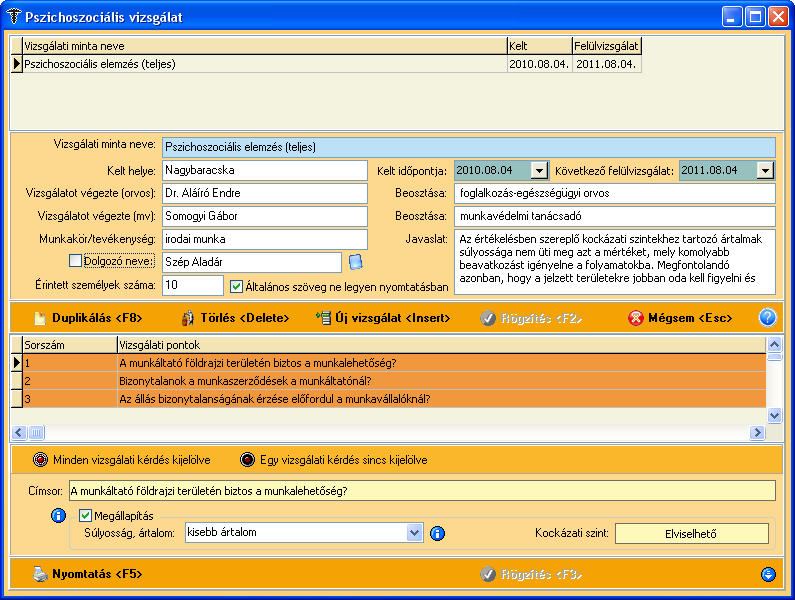 Pszichoszociális vizsgálat
Vizsgálati minta neve Kelt Felülvizsgálat
Pszichoszociális elemzés (teljes) 2010.08.04. 2011.08.04.
Vizsgálati minta neve: Pszichoszociális elemzés (teljes)
Kelt helye: Nagybaracska Kelt időpontja: 2010.08.04 Következő felülvizsgálat: 2011.08.04
Vizsgálatot végezte (orvos): Dr. Aláíró Endre Beosztása: foglalkozás-egészségügyi orvos
Vizsgálatot végezte (mv): Somogyi Gábor Beosztása: munkavédelmi tanácsadó
Munkakör/tevékenység: irodai munka Javaslat: Az értékelésben szereplő kockázati szintekhez tartozó ártalmak
súlyossága nem üti meg azt a mértéket, mely komolyabb
beavatkozást igényelne a folyamatokba. Megfontolandó
azonban, hogy a jelzett területekre jobban oda kell figyelni és
Dolgozó neve: Szép Aladár
Érintett személyek száma: 10 Általános szöveg ne legyen nyomtatásban
Duplikálás <F8> Törlés <Delete> Új vizsgálat <Insert> Rögzítés <F2> Mégsem <Esc>
Sorszám Vizsgálati pontok
1 A munkáltató földrajzi területén biztos a munkalehetőség?
2 Bizonytalanok a munkaszerződések a munkáltatónál?
3 Az állás bizonytalanságának érzése előfordul a munkavállalóknál?
Minden vizsgálati kérdés kijelölve Egy vizsgálati kérdés sincs kijelölve
Címsor: A munkáltató földrajzi területén biztos a munkalehetőség?
Megállapítás
Súlyosság, ártalom: kisebb ártalom Kockázati szint: Elviselhető
Nyomtatás <F5> Rögzítés <F3>